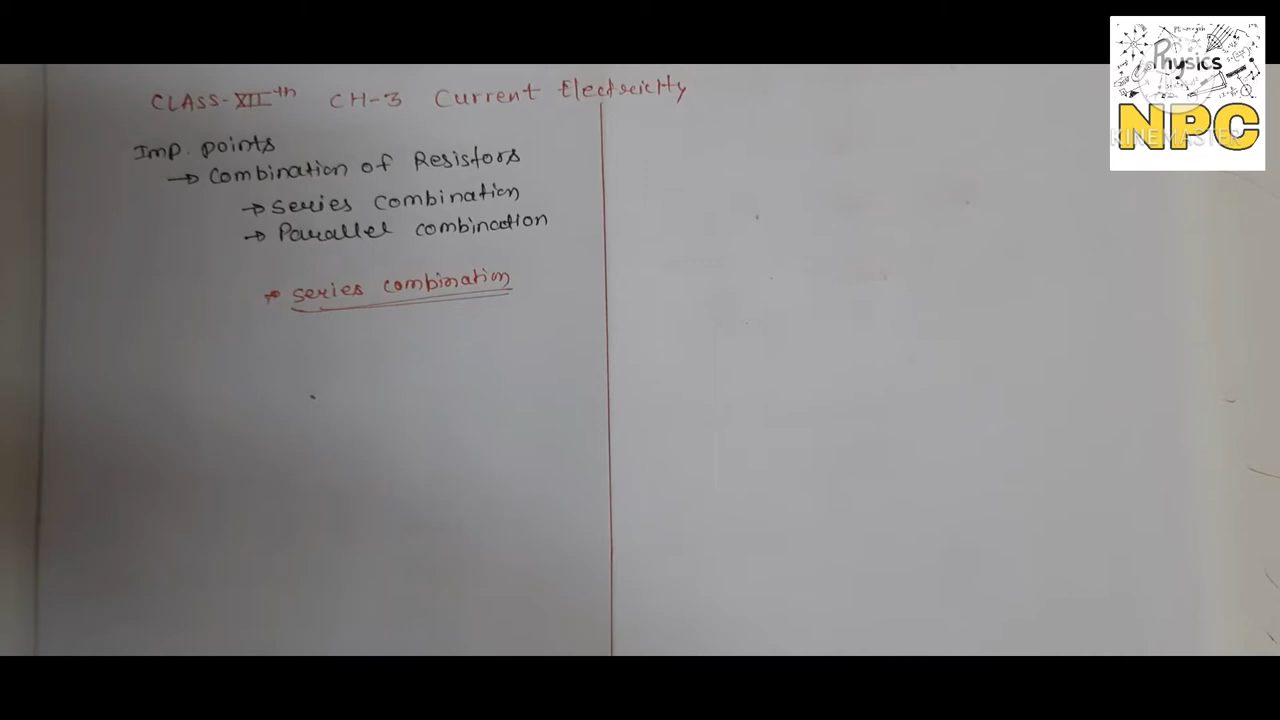 CLASS-XIIth CH-3 Current Electricity
Imp. points
→ Combination of Resistors
→ Series combination
→ Parallel combination
* Series combination
Physics
NPC
KINEMASTER